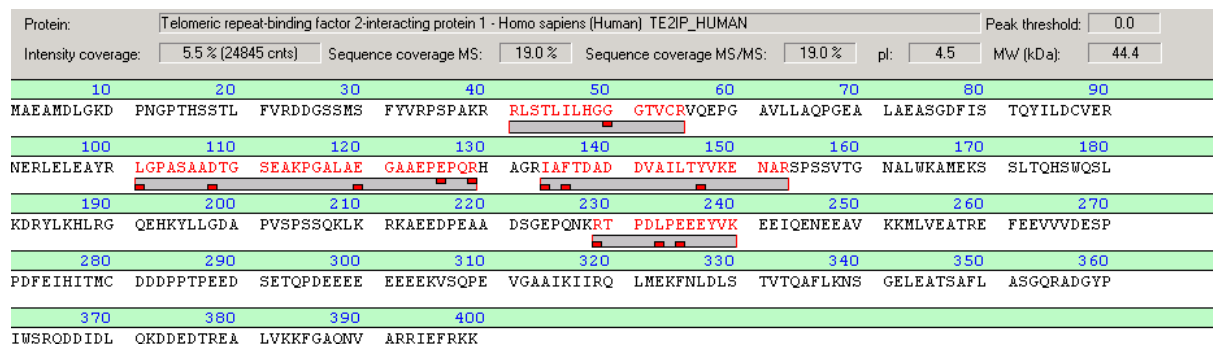 Protein: Telomeric repeat-binding factor 2-interacting protein 1 - Homo sapiens (Human) TE2IP_HUMAN Peak threshold: 0.0
Intensity coverage: 5.5 % (24845 cnts) Sequence coverage MS: 19.0 % Sequence coverage MS/MS: 19.0 % pI: 4.5 MW (kDa): 44.4
10 20 30 40 50 60 70 80 90
MAEAMDLGKD PNGPTHSSTL FVRDDGSSMS FYVRPSPAKR RLSTLILHGG GTVCRVQEPG AVLLAQPGEA LAEASGDFIS TQYILDCVER
100 110 120 130 140 150 160 170 180
NERLELEAYR LGPASAADTG SEAKPGALAE GAAEPEPQRH AGRIAFTDAD DVAILTYVKE NARSPSSVTG NALWKAMEKS SLTQHSWQSL
190 200 210 220 230 240 250 260 270
KDRYLKHLRG QEHKYLLGDA PVSPSSQKLK RKAEEDPEAA DSGEPQNKRT PDLPEEEYVK EEIQENEEAV KKMLVEATRE FEEVVVDESP
280 290 300 310 320 330 340 350 360
PDFEIHITMC DDDPPTPEED SETQPDEEEE EEEEKVSQPE VGAAIKIIRQ LMEKFNLDLS TVTQAFLKNS GELEATSAFL ASGQRADGYP
370 380 390 400
IWSRQDDIDL QKDDEDTREA LVKKFGAQNV ARRIEFRKK